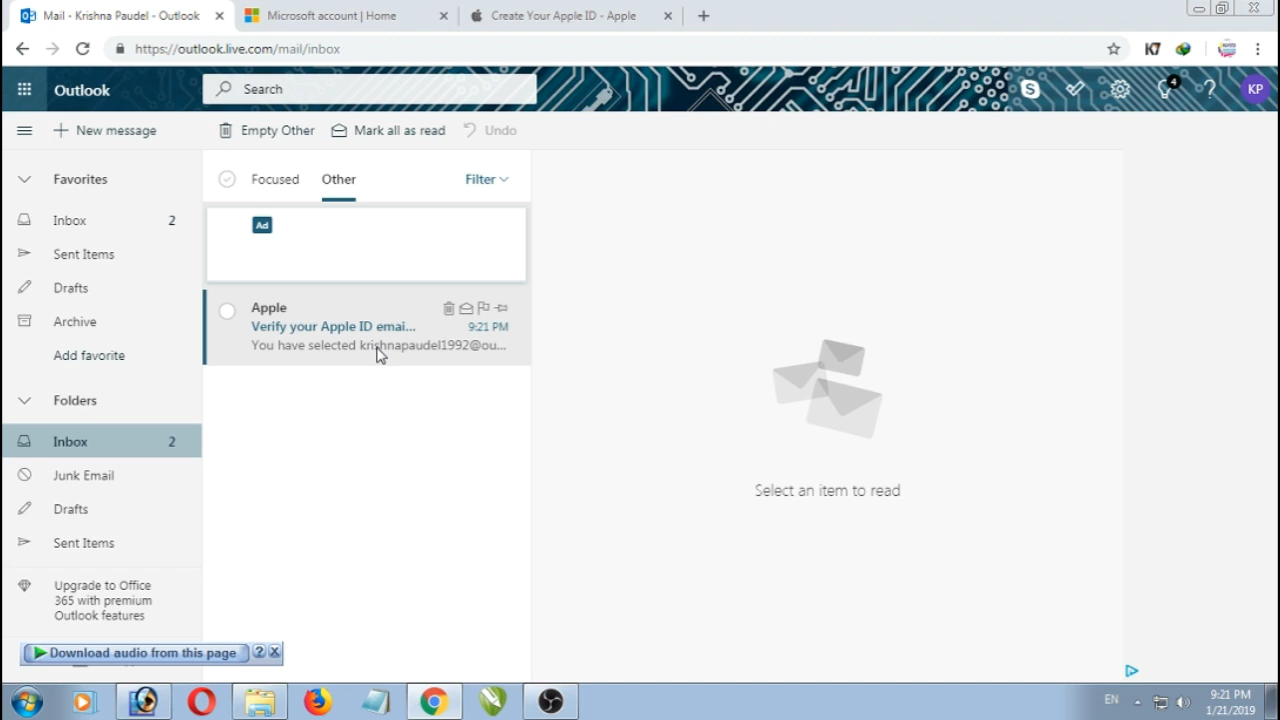 Mail - Krishna Paudel - Outlook
Microsoft account | Home
Create Your Apple ID - Apple
https://outlook.live.com/mail/inbox
K7
Outlook
Search
4
KP
New message
Empty Other
Mark all as read
Undo
Favorites
Inbox 2
Sent Items
Drafts
Archive
Add favorite
Folders
Inbox 2
Junk Email
Drafts
Sent Items
Upgrade to Office
365 with premium
Outlook features
Focused
Other
Filter
Ad
Apple
Verify your Apple ID emai...
9:21 PM
You have selected krishnapaudel1992@ou...
Select an item to read
Download audio from this page
?
X
EN
9:21 PM
1/21/2019